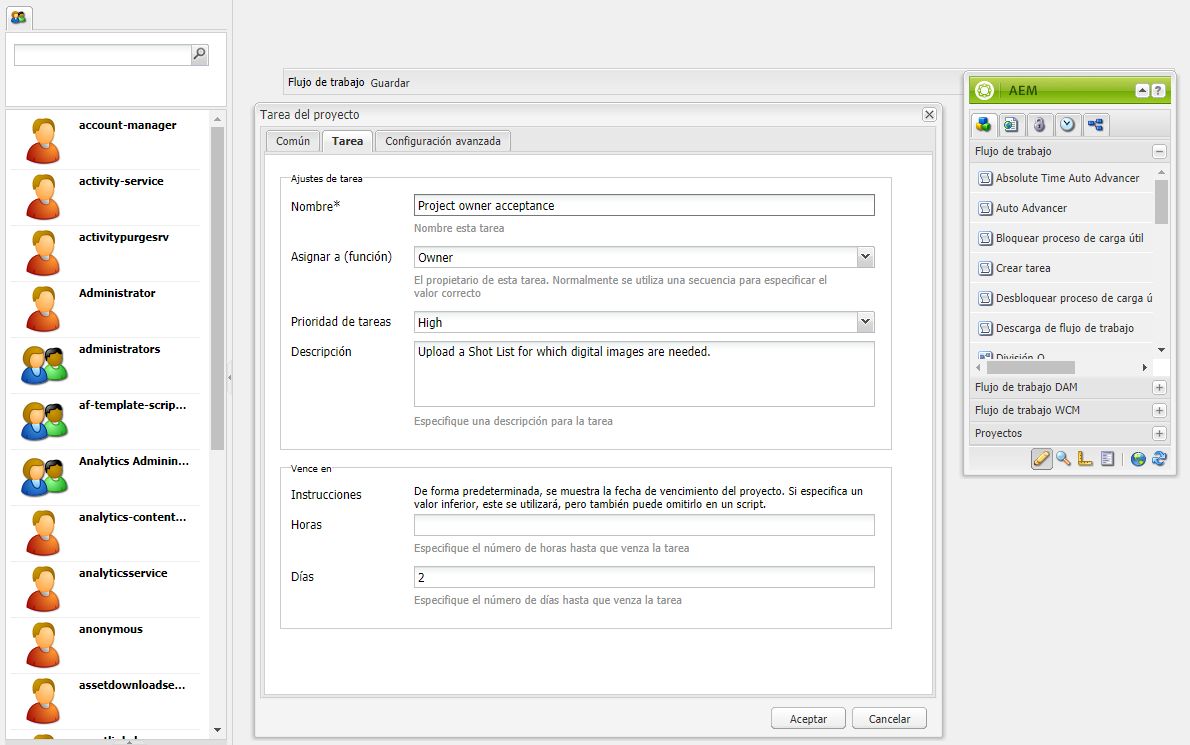 account-manager
activity-service
activitypurgesrv
Administrator
administrators
af-template-scrip...
Analytics Adminin...
analytics-content...
analyticsservice
anonymous
assetdownloadse...
Flujo de trabajo Guardar
Tarea del proyecto
Común Tarea Configuración avanzada
Ajustes de tarea
Nombre* Project owner acceptance
Nombre esta tarea
Asignar a (función) Owner
El propietario de esta tarea. Normalmente se utiliza una secuencia para especificar el
valor correcto
Prioridad de tareas High
Descripción Upload a Shot List for which digital images are needed.
Especifique una descripción para la tarea
Vence en
Instrucciones De forma predeterminada, se muestra la fecha de vencimiento del proyecto. Si especifica un
valor inferior, este se utilizará, pero también puede omitirlo en un script.
Horas
Especifique el número de horas hasta que venza la tarea
Días 2
Especifique el número de días hasta que venza la tarea
Aceptar Cancelar
AEM ?
Flujo de trabajo
Absolute Time Auto Advancer
Auto Advancer
Bloquear proceso de carga útil
Crear tarea
Desbloquear proceso de carga ú
Descarga de flujo de trabajo
División O
Flujo de trabajo DAM
Flujo de trabajo WCM
Proyectos